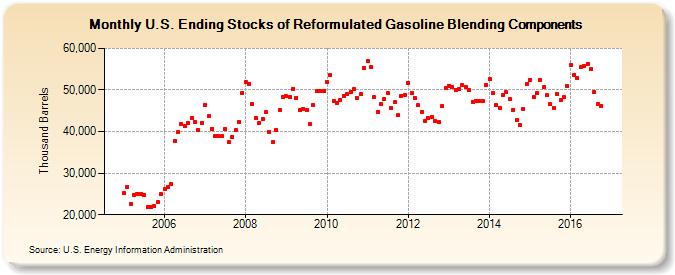 Monthly U.S. Ending Stocks of Reformulated Gasoline Blending Components
Thousand Barrels
60,000
50,000
40,000
30,000
20,000
2006 2008 2010 2012 2014 2016
Source: U.S. Energy Information Administration